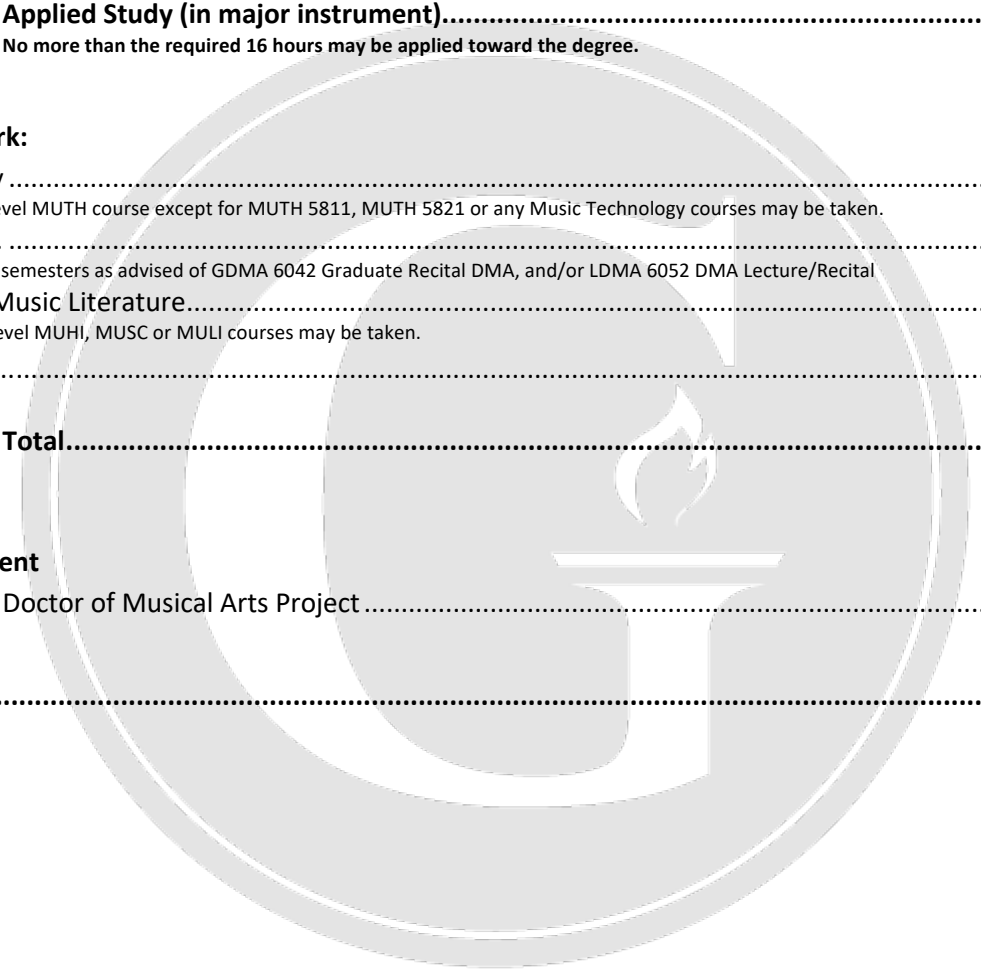 Applied Study (in major instrument)........................................................................................
No more than the required 16 hours may be applied toward the degree.
rk:
y ........................................................................................................................................
evel MUTH course except for MUTH 5811, MUTH 5821 or any Music Technology courses may be taken.
. ........................................................................................................................................
semesters as advised of GDMA 6042 Graduate Recital DMA, and/or LDMA 6052 DMA Lecture/Recital
Music Literature................................................................................................................
evel MUHI, MUSC or MULI courses may be taken.
........................................................................................................................................
Total........................................................................................................................................
ent
Doctor of Musical Arts Project ....................................................................................
........................................................................................................................................